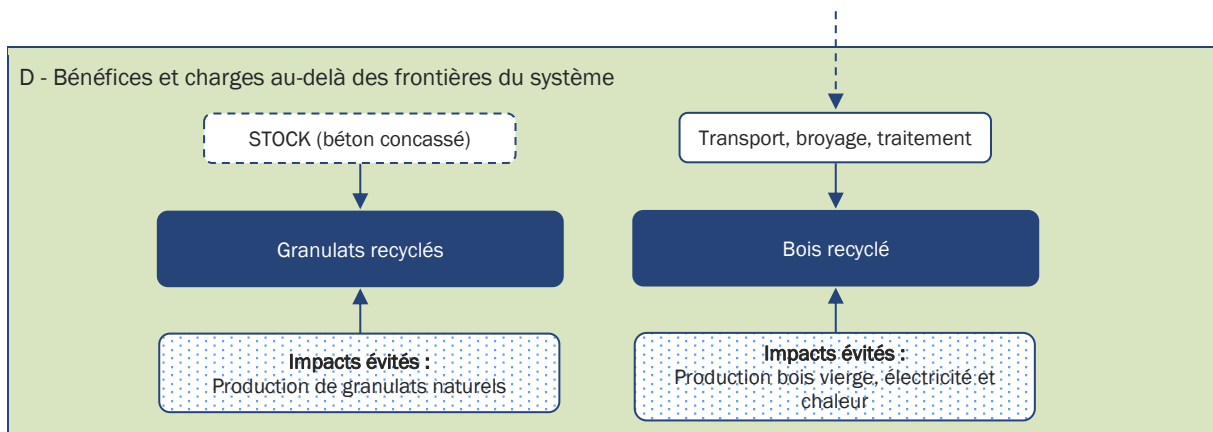 D - Bénéfices et charges au-delà des frontières du système
STOCK (béton concassé)
Transport, broyage, traitement
Granulats recyclés
Bois recyclé
Impacts évités :
Production de granulats naturels
Impacts évités :
Production bois vierge, électricité et
chaleur